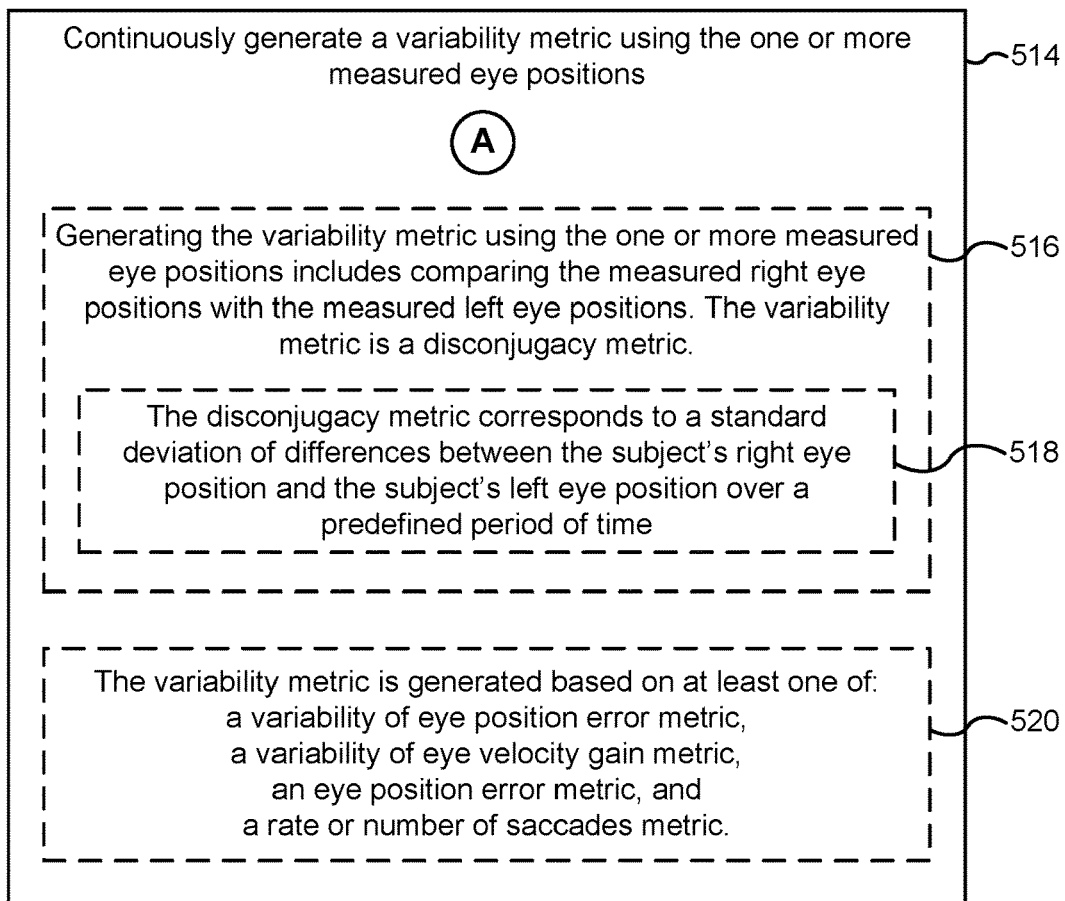 Continuously generate a variability metric using the one or more
measured eye positions
514
A
Generating the variability metric using the one or more measured
eye positions includes comparing the measured right eye
positions with the measured left eye positions. The variability
metric is a disconjugacy metric.
516
The disconjugacy metric corresponds to a standard
deviation of differences between the subject's right eye
position and the subject's left eye position over a
predefined period of time
518
The variability metric is generated based on at least one of:
a variability of eye position error metric,
a variability of eye velocity gain metric,
an eye position error metric, and
a rate or number of saccades metric.
520